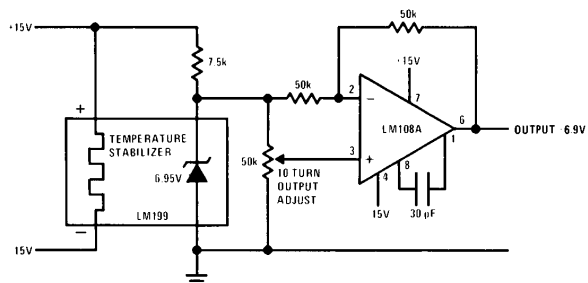 +15V
7.5k
50k
50k
+15V
2
−
7
6
LM108A
OUTPUT 6.9V
1
3
+
8
4
15V
30 pF
+
TEMPERATURE
STABILIZER
6.95V
LM199
−
15V
50k
10 TURN
OUTPUT
ADJUST